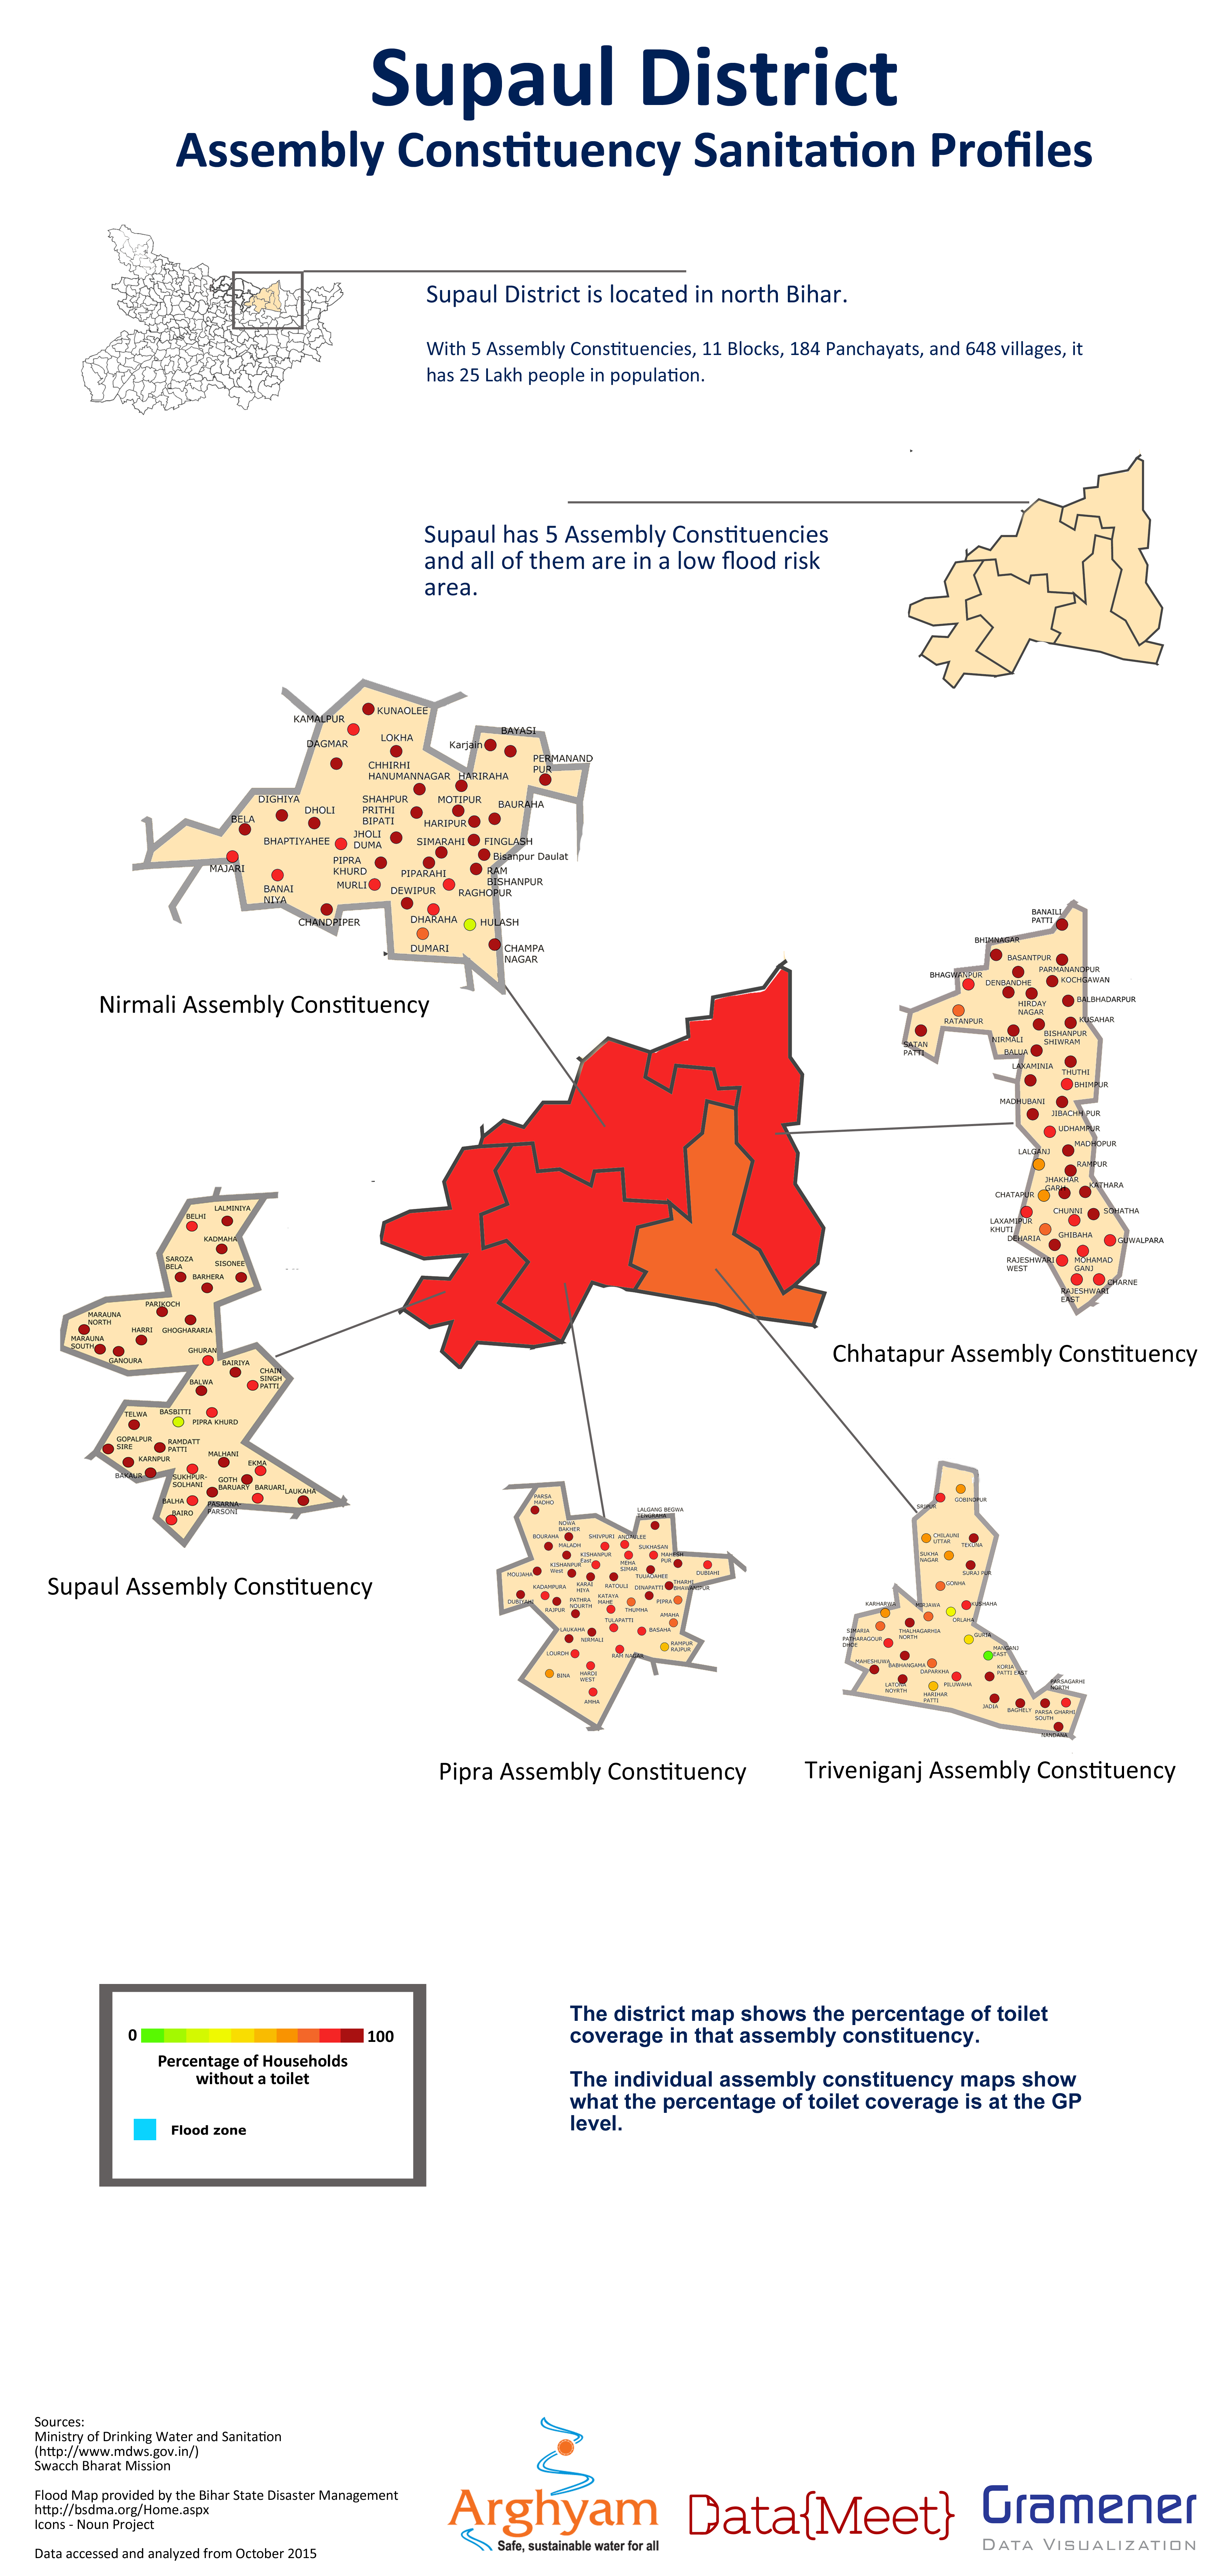 Supaul District
Assembly Constituency Sanitation Profiles
Supaul District is located in north Bihar.
With 5 Assembly Constituencies, 11 Blocks, 184 Panchayats, and 648 villages, it
has 25 Lakh people in population.
Supaul has 5 Assembly Constituencies
and all of them are in a low flood risk
area.
KUNAOLEE
KAMALPUR
DAGMAR
LOKHA
Karjain
BAYASI
PERMANAND
PUR
CHHIRHI
HANUMANNAGAR
HARIRAHA
DIGHIYA
DHOLI
SHAHPUR
PRITHI
BIPATI
MOTIPUR
BAURAHA
BELA
HARIPUR
BHAPTIYAHEE
JHOLI
DUMA
SIMARAHI
FINGLASH
Bisanpur Daulat
MAJARI
PIPRA
KHURD
PIPARAHI
RAM
BISHANPUR
BANAI
NIYA
MURLI
DEWIPUR
RAGHOPUR
CHANDPIPER
DHARAHA
HULASH
DUMARI
CHAMPA
NAGAR
Nirmali Assembly Constituency
BANAILI
PATTI
BHIMNAGAR
BASANTPUR
PARMANANDPUR
BHAGWANPUR
DENBANDHE
KOCHGAWAN
HIRDAY
NAGAR
BALBHADARPUR
RATANPUR
KUSAHAR
SATAN
PATTI
NIRMALI
BISHANPUR
SHIWRAM
BALUA
LAXAMINIA
THUTHI
BHIMPUR
MADHUBANI
JIBACHH PUR
UDHAMPUR
LALGANJ
MADHOPUR
RAMPUR
JHAKHAR
GARH
KATHARA
CHATAPUR
LAXAMIPUR
KHUTI
CHUNNI
SOHATHA
DEHARIA
GHIBAHA
GUWALPARA
RAJESHWARI
WEST
MOHAMAD
GANJ
CHARNE
RAJESHWARI
EAST
Chhatapur Assembly Constituency
BELHI
LALMINIYA
KADMAHA
SAROZA
BELA
SISONEE
BARHERA
PARIKOCH
MARAUNA
NORTH
HARRI
GHOGHARARIA
MARAUNA
SOUTH
GANOURA
GHURAN
BAIRIYA
CHAIN
SINGH
PATTI
BALWA
TELWA
BASBITTI
PIPRA KHURD
GOPALPUR
SIRE
RAMDATT
PATTI
KARNPUR
MALHANI
EKMA
BAKAUR
SUKHPUR-
SOLHANI
GOTH
BARUARY
BARUARI
LAUKAHA
BALHA
PASARNA-
PARSONI
BAIRO
Supaul Assembly Constituency
PARSA
MADHO
LALGANG BEGWA
TENGRAHA
NOWA
BAKHER
BOURAHA
MALADH
SHIVPURI
ANDAULEE
SUKHASAN
KISHANPUR
East
KISHANPUR
West
MEHA
SIMAR
MAHESH
PUR
DUBIAHI
MOUJAHA
KARAI
HIYA
RATOULI
TULAOAHEE
THARHI
BHAWANIPUR
KADAMPURA
DINAPATTI
DUBIYAHI
RAJPUR
PATHRA
NOURTH
KATAYA
MAHE
THUMHA
PIPRA
TULAPATTI
AMAHA
LAUKAHA
NIRMALI
BASAHA
RAMPUR
RAJPUR
LOURDH
RAM NAGAR
BINA
HARDI
WEST
AMHA
Pipra Assembly Constituency
SRIPUR
GOBINDPUR
CHILAUNI
UTTAR
TEKUNA
SUKHA
NAGAR
SURAJ PUR
GONHA
KARHARWA
MIRJAWA
KUSHAHA
ORLAHA
SIMARIA
THALHAGARHIA
NORTH
PATHARAGOUR
DHDE
GURIA
MANGANJ
EAST
MAHESHUWA
BABHANGAMA
DAPARKHA
KORIA
PATTI EAST
LATONA
NOYRTH
PILUWAHA
HARIHAR
PATTI
JADIA
BAGHELY
PARSA GHARHI
SOUTH
PARSAGARHI
NORTH
NANDANA
Triveniganj Assembly Constituency
0
100
Percentage of Households
without a toilet
Flood zone
The district map shows the percentage of toilet
coverage in that assembly constituency.
The individual assembly constituency maps show
what the percentage of toilet coverage is at the GP
level.
Sources:
Ministry of Drinking Water and Sanitation
(http://www.mdws.gov.in/)
Swacch Bharat Mission
Flood Map provided by the Bihar State Disaster Management
http://bsdma.org/Home.aspx
Icons - Noun Project
Data accessed and analyzed from October 2015
Arghyam
Safe, sustainable water for all
Data{Meet}
Gramener
DATA VISUALIZATION